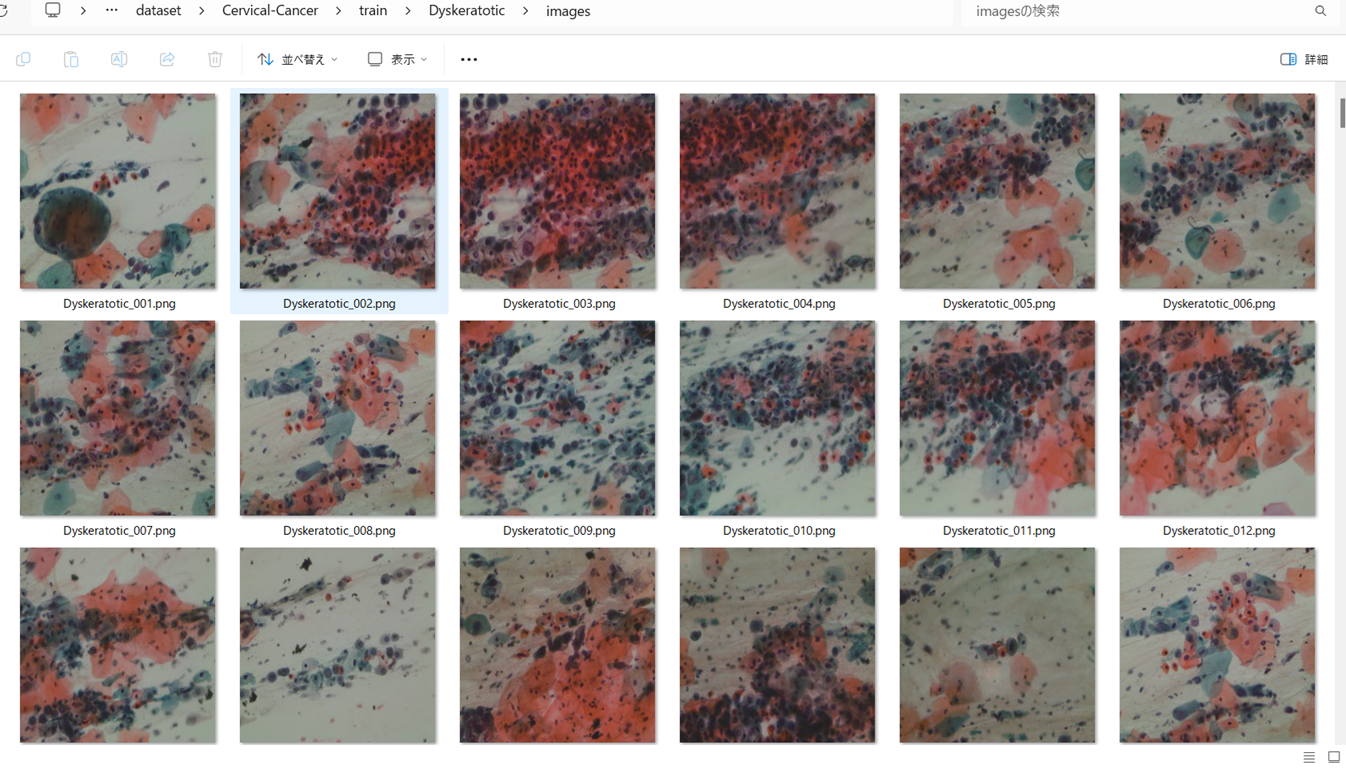 dataset > Cervical-Cancer > train > Dyskeratotic > images
imagesの検索
並べ替え
表示
詳細
Dyskeratotic_001.png
Dyskeratotic_002.png
Dyskeratotic_003.png
Dyskeratotic_004.png
Dyskeratotic_005.png
Dyskeratotic_006.png
Dyskeratotic_007.png
Dyskeratotic_008.png
Dyskeratotic_009.png
Dyskeratotic_010.png
Dyskeratotic_011.png
Dyskeratotic_012.png